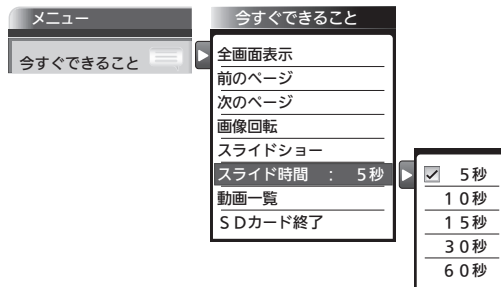 メニュー
今すぐできること
今すぐできること
全画面表示
前のページ
次のページ
画像回転
スライドショー
スライド時間 : 5秒
動画一覧
ＳＤカード終了
5秒
１０秒
１５秒
３０秒
６０秒